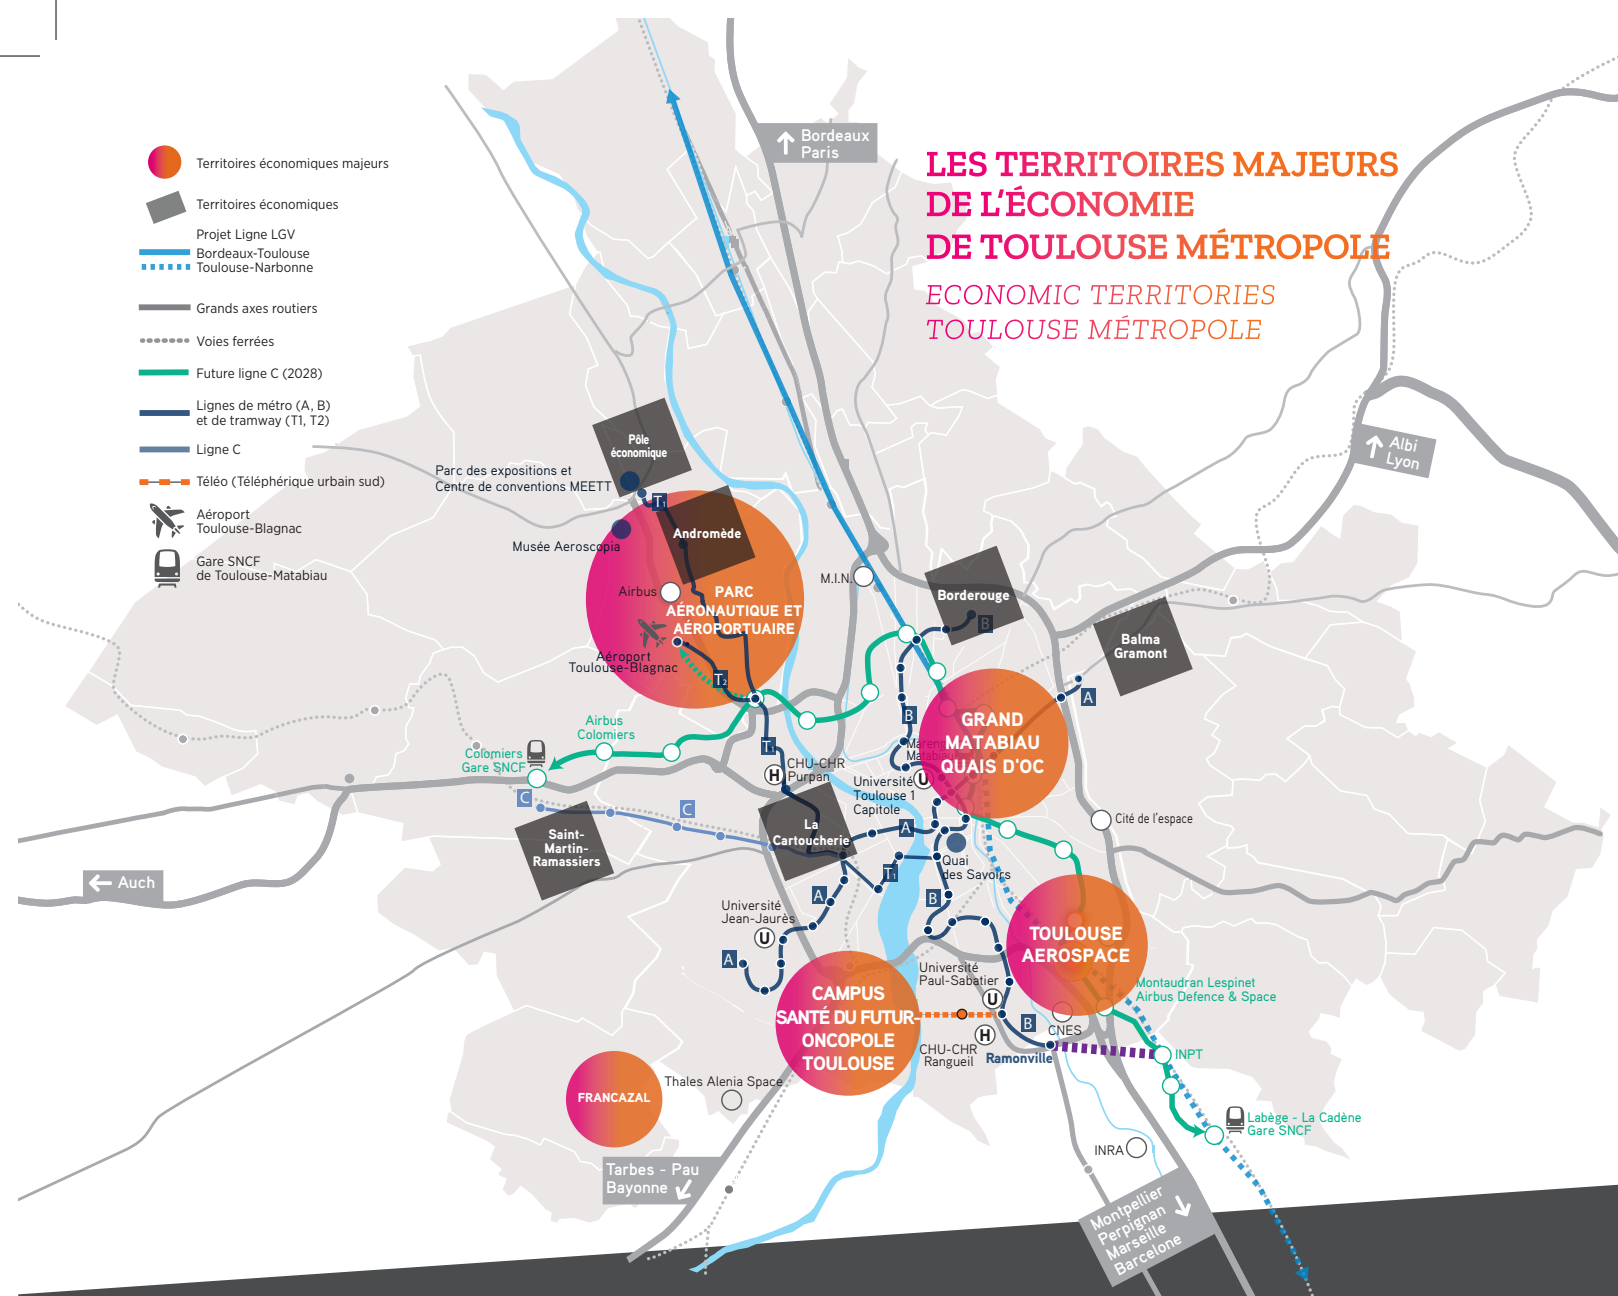 LES TERRITOIRES MAJEURS
DE L'ÉCONOMIE
DE TOULOUSE MÉTROPOLE
ECONOMIC TERRITORIES
TOULOUSE MÉTROPOLE
Territoires économiques majeurs
Territoires économiques
Projet Ligne LGV
Bordeaux-Toulouse
Toulouse-Narbonne
Grands axes routiers
Voies ferrées
Future ligne C (2028)
Lignes de métro (A, B)
et de tramway (T1, T2)
Ligne C
Téléo (Téléphérique urbain sud)
Aéroport
Toulouse-Blagnac
Gare SNCF
de Toulouse-Matabiau
Bordeaux
Paris
Albi
Lyon
Pôle
économique
Parc des expositions et
Centre de conventions MEETT
T1
Musée Aeroscopia
Andromède
Airbus
PARC
AÉRONAUTIQUE ET
AÉROPORTUAIRE
Aéroport
Toulouse-Blagnac
T2
M.I.N.
Borderouge
B
Balma
Gramont
A
B
GRAND
MATABIAU
QUAIS D'OC
Marengo
Matabiau
Airbus
Colomiers
Colomiers
Gare SNCF
T1
H
CHU-CHR
Purpan
Université
Toulouse 1
Capitole
U
C
C
Saint-
Martin-
Ramassiers
La
Cartoucherie
A
Cité de l'espace
Quai
des Savoirs
T1
Auch
A
B
Université
Jean-Jaurès
U
A
TOULOUSE
AEROSPACE
Université
Paul-Sabatier
U
Montaudran Lespinet
Airbus Defence & Space
CAMPUS
SANTÉ DU FUTUR-
ONCOPOLE
TOULOUSE
B
CNES
H
CHU-CHR
Rangueil
Ramonville
INPT
FRANCAZAL
Thales Alenia Space
Labège - La Cadène
Gare SNCF
INRA
Tarbes - Pau
Bayonne
Montpellier
Perpignan
Marseille
Barcelone